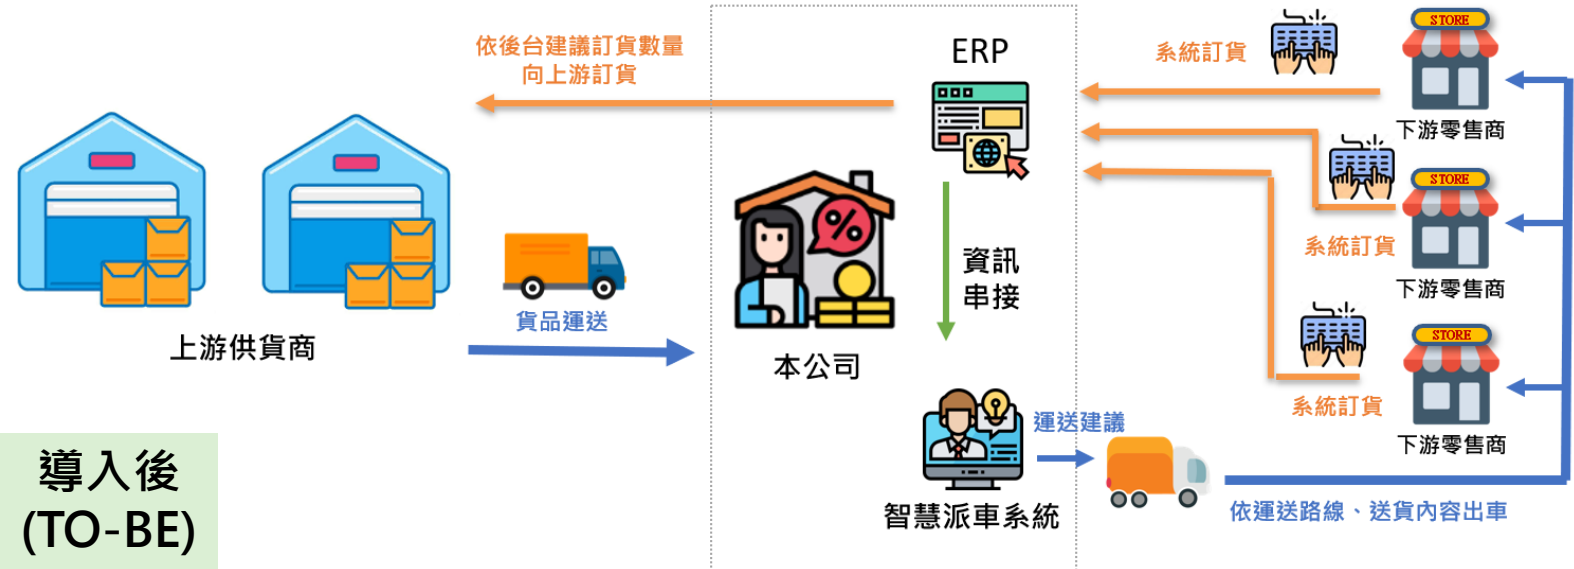 依後台建議訂貨數量
向上游訂貨
ERP
系統訂貨
STORE
下游零售商
STORE
系統訂貨
下游零售商
資訊
串接
貨品運送
上游供貨商
本公司
STORE
系統訂貨
下游零售商
運送建議
智慧派車系統
依運送路線、送貨內容出車
導入後
(TO-BE)